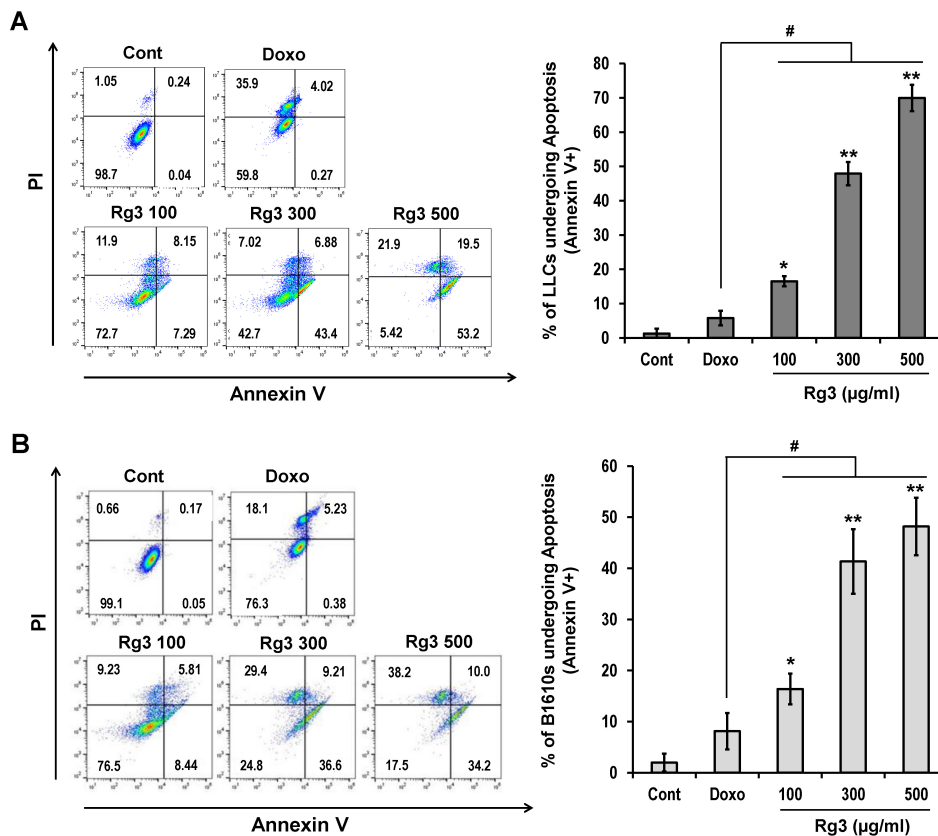 A
Cont
Doxo
1.05 0.24
98.7 0.04
35.9 4.02
59.8 0.27
Rg3 100
Rg3 300
Rg3 500
11.9 8.15
72.7 7.29
7.02 6.88
42.7 43.4
21.9 19.5
5.42 53.2
PI
Annexin V
% of LLCs undergoing Apoptosis
(Annexin V+)
80
70
60
50
40
30
20
10
0
#
*
**
**
Cont Doxo 100 300 500
Rg3 (µg/ml)
B
Cont
Doxo
0.66 0.17
99.1 0.05
18.1 5.23
76.3 0.38
Rg3 100
Rg3 300
Rg3 500
9.23 5.81
76.5 8.44
29.4 9.21
24.8 36.6
38.2 10.0
17.5 34.2
PI
Annexin V
% of B1610s undergoing Apoptosis
(Annexin V+)
60
50
40
30
20
10
0
#
*
**
**
Cont Doxo 100 300 500
Rg3 (µg/ml)